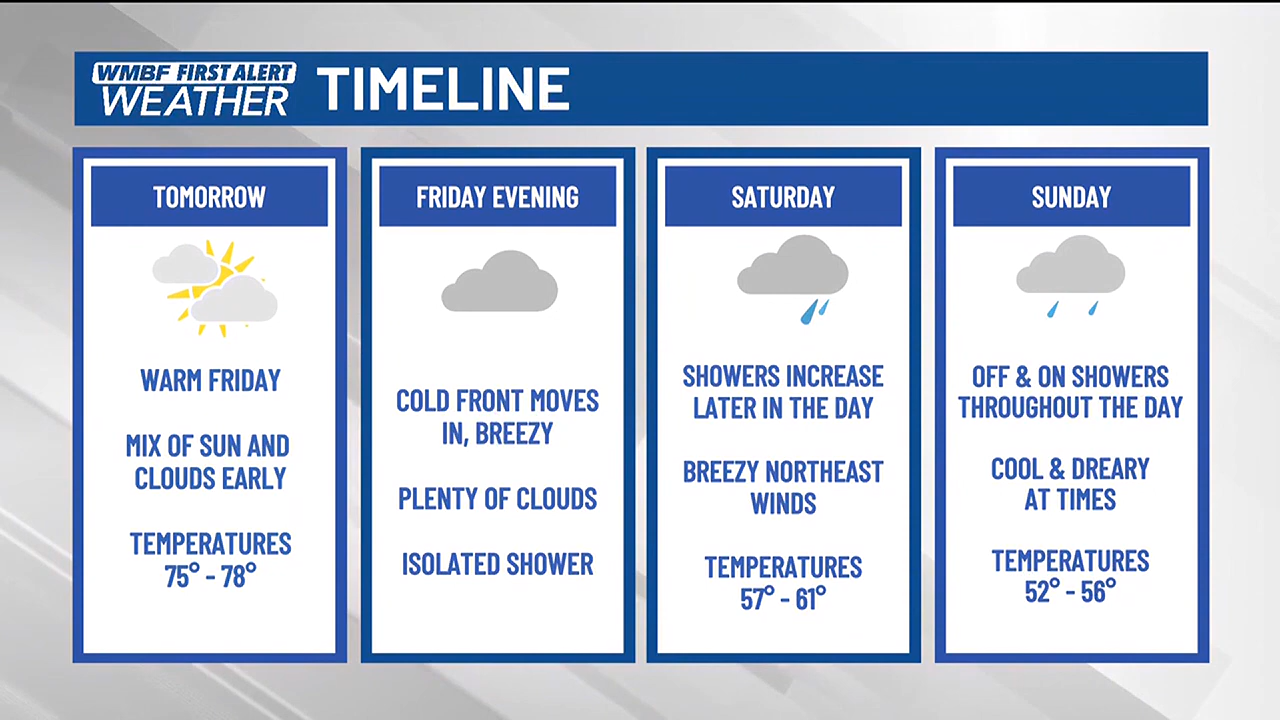 WMBF FIRST ALERT
WEATHER
TIMELINE
TOMORROW
WARM FRIDAY
MIX OF SUN AND
CLOUDS EARLY
TEMPERATURES
75° - 78°
FRIDAY EVENING
COLD FRONT MOVES
IN, BREEZY
PLENTY OF CLOUDS
ISOLATED SHOWER
SATURDAY
SHOWERS INCREASE
LATER IN THE DAY
BREEZY NORTHEAST
WINDS
TEMPERATURES
57° - 61°
SUNDAY
OFF & ON SHOWERS
THROUGHOUT THE DAY
COOL & DREARY
AT TIMES
TEMPERATURES
52° - 56°